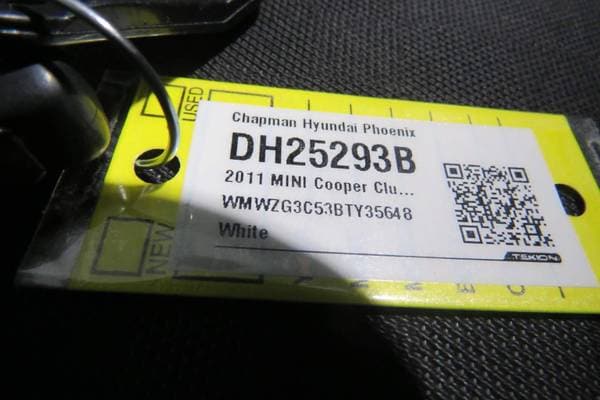 USED
NEW
Chapman Hyundai Phoenix
DH25293B
2011 MINI Cooper Clu...
WMWZG3C53BTY35648
White
TEKION